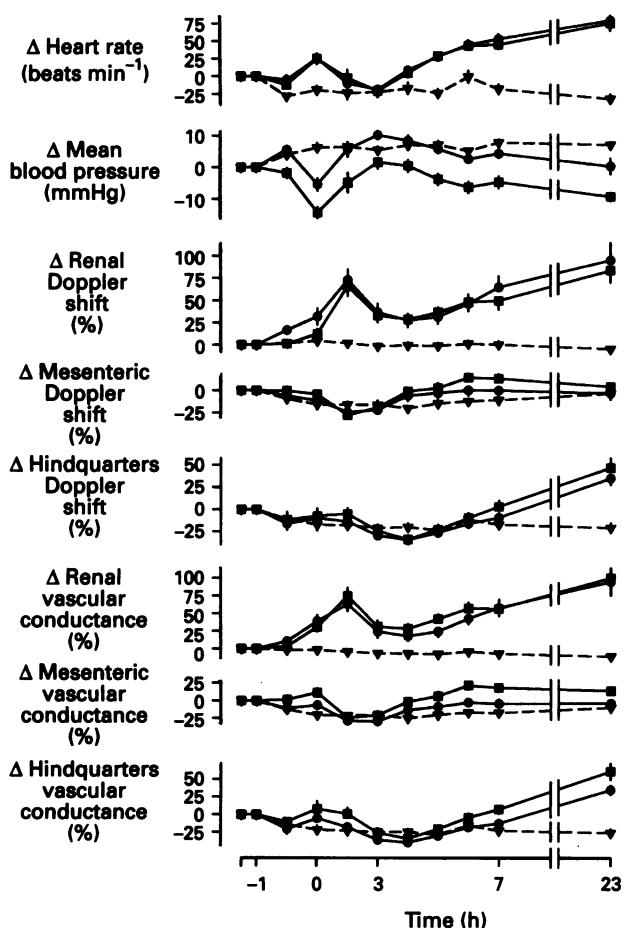 Δ Heart rate
(beats min⁻¹)
75
50
25
0
−25
Δ Mean
blood pressure
(mmHg)
10
0
−10
Δ Renal
Doppler
shift
(%)
100
75
50
25
0
Δ Mesenteric
Doppler
shift
(%)
0
−25
Δ Hindquarters
Doppler
shift
(%)
50
25
0
−25
Δ Renal
vascular
conductance
(%)
100
75
50
25
0
Δ Mesenteric
vascular
conductance
(%)
25
0
−25
Δ Hindquarters
vascular
conductance
(%)
50
25
0
−25
−1 0 3 7 23
Time (h)